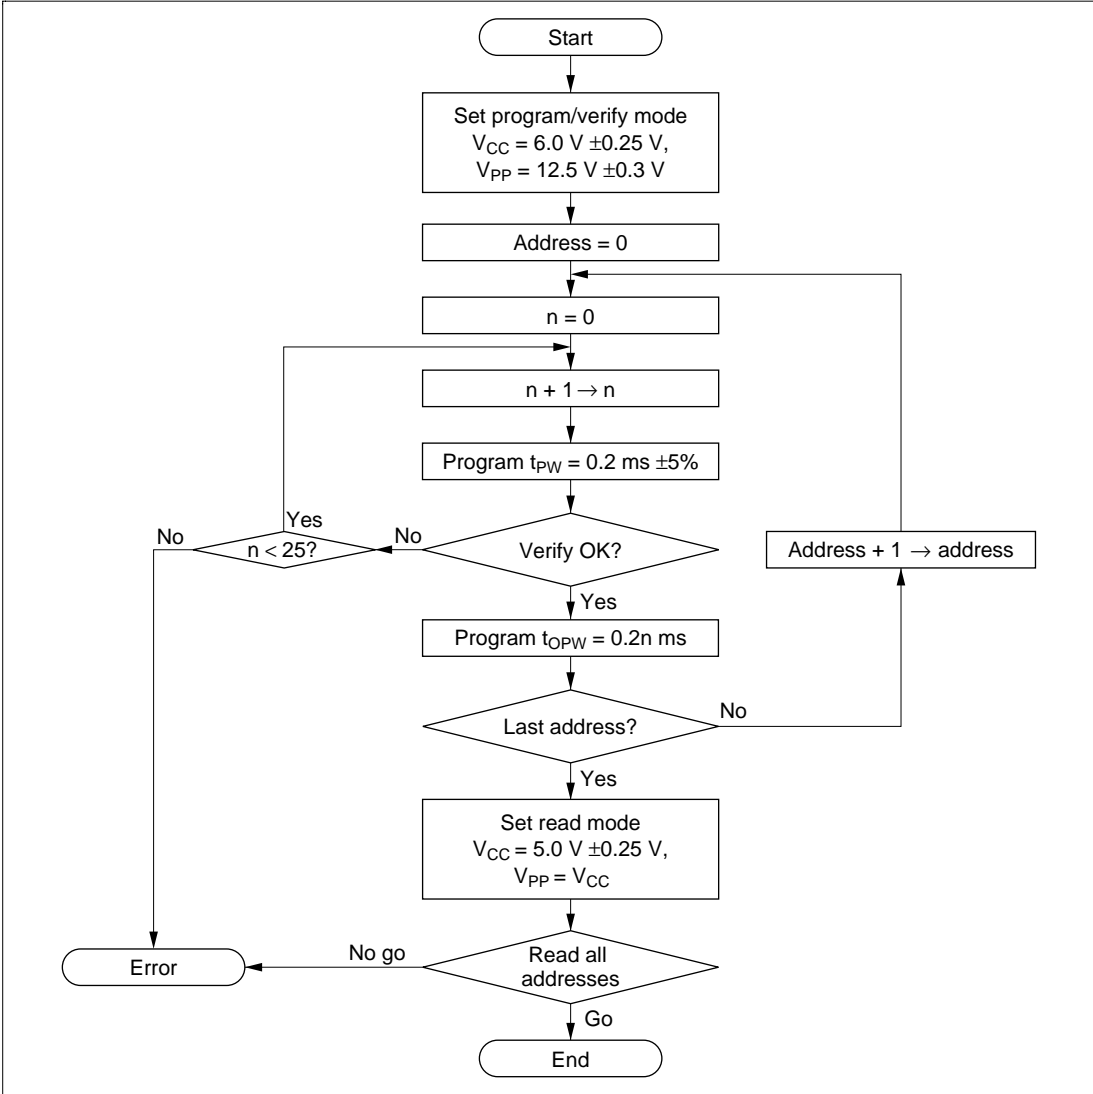 Start
Set program/verify mode
VCC = 6.0 V ±0.25 V,
VPP = 12.5 V ±0.3 V
Address = 0
n = 0
n + 1 → n
Program tPW = 0.2 ms ±5%
Verify OK?
No
n < 25?
Yes
No
Address + 1 → address
Yes
Program tOPW = 0.2n ms
Last address?
No
Yes
Set read mode
VCC = 5.0 V ±0.25 V,
VPP = VCC
Read all
addresses
No go
Error
Go
End